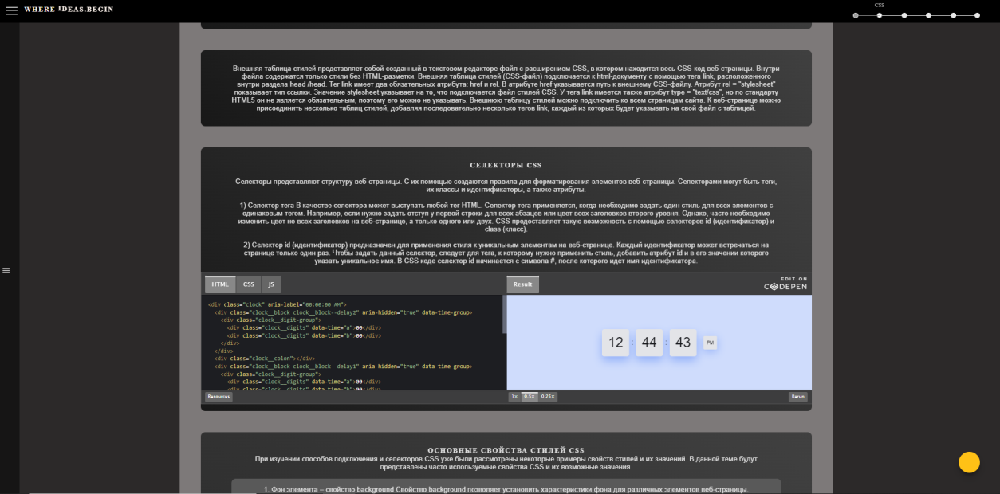 WHERE IDEAS.BEGIN
CSS
Внешняя таблица стилей представляет собой созданный в текстовом редакторе файл с расширением CSS, в котором находится весь CSS-код веб-страницы. Внутри
файла содержатся только стили без HTML-разметки. Внешняя таблица стилей (CSS-файл) подключается к html-документу с помощью тега link, расположенного
внутри раздела head /head. Тег link имеет два обязательных атрибута: href и rel. В атрибуте href указывается путь к внешнему CSS-файлу. Атрибут rel = "stylesheet"
показывает тип ссылки. Значение stylesheet указывает на то, что подключается файл стилей CSS. У тега link имеется также атрибут type = "text/css", но по стандарту
HTML5 он не является обязательным, поэтому его можно не указывать. Внешнюю таблицу стилей можно подключить ко всем страницам сайта. К веб-странице можно
присоединить несколько таблиц стилей, добавляя последовательно несколько тегов link, каждый из которых будет указывать на свой файл с таблицей.
СЕЛЕКТОРЫ CSS
Селекторы представляют структуру веб-страницы. С их помощью создаются правила для форматирования элементов веб-страницы. Селекторами могут быть теги,
их классы и идентификаторы, а также атрибуты.
1) Селектор тега В качестве селектора может выступать любой тег HTML. Селектор тега применяется, когда необходимо задать один стиль для всех элементов с
одинаковым тегом. Например, если нужно задать отступ у первой строки для всех абзацев или цвет всех заголовков второго уровня. Однако, часто необходимо
изменить цвет не всех заголовков на веб-странице, а только одного или двух. CSS предоставляет такую возможность с помощью селекторов id (идентификатор) и
class (класс).
2) Селектор id (идентификатор) предназначен для применения стиля к уникальным элементам на веб-странице. Каждый идентификатор может встречаться на
странице только один раз. Чтобы задать данный селектор, следует для тега, к которому нужно применить стиль, добавить атрибут id и в его значении которого
указать уникальное имя. В CSS коде селектор id начинается с символа #, после которого идет имя идентификатора.
HTML CSS JS Result EDIT ON
CODEPEN
<div class="clock" aria-label="00:00:00 AM">
<div class="clock__block clock__block--delay2" aria-hidden="true" data-time-group>
<div class="clock__digit-group">
<div class="clock__digits" data-time="a">00</div>
<div class="clock__digits" data-time="b">00</div>
</div>
</div>
<div class="clock__colon"></div>
<div class="clock__block clock__block--delay1" aria-hidden="true" data-time-group>
<div class="clock__digit-group">
<div class="clock__digits" data-time="a">00</div>
<div class="clock__digits" data-time="b">00</div>
12 : 44 : 43 PM
Resources 1× 0.5× 0.25× Rerun
ОСНОВНЫЕ СВОЙСТВА СТИЛЕЙ CSS
При изучении способов подключения и селекторов CSS уже были рассмотрены некоторые примеры свойств стилей и их значений. В данной теме будут
представлены часто используемые свойства CSS и их возможные значения.
1. Фон элемента – свойство background Свойство background позволяет установить характеристики фона для различных элементов веб-страницы.